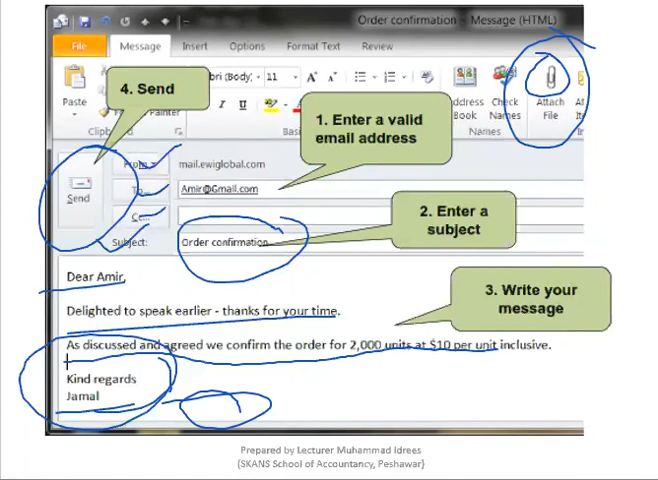 Order confirmation - Message (HTML)
File Message Insert Options Format Text Review
4. Send
11
Paste
Painter
Address Book
Check Names
Attach File
Names
1. Enter a valid email address
From
mail.ewiglobal.com
Send
To...
Amir@Gmail.com
Cc...
2. Enter a subject
Subject:
Order confirmation
Dear Amir,
3. Write your message
Delighted to speak earlier - thanks for your time.
As discussed and agreed we confirm the order for 2,000 units at $10 per unit inclusive.
Kind regards
Jamal
Prepared by Lecturer Muhammad Idrees
(SKANS School of Accountancy, Peshawar}